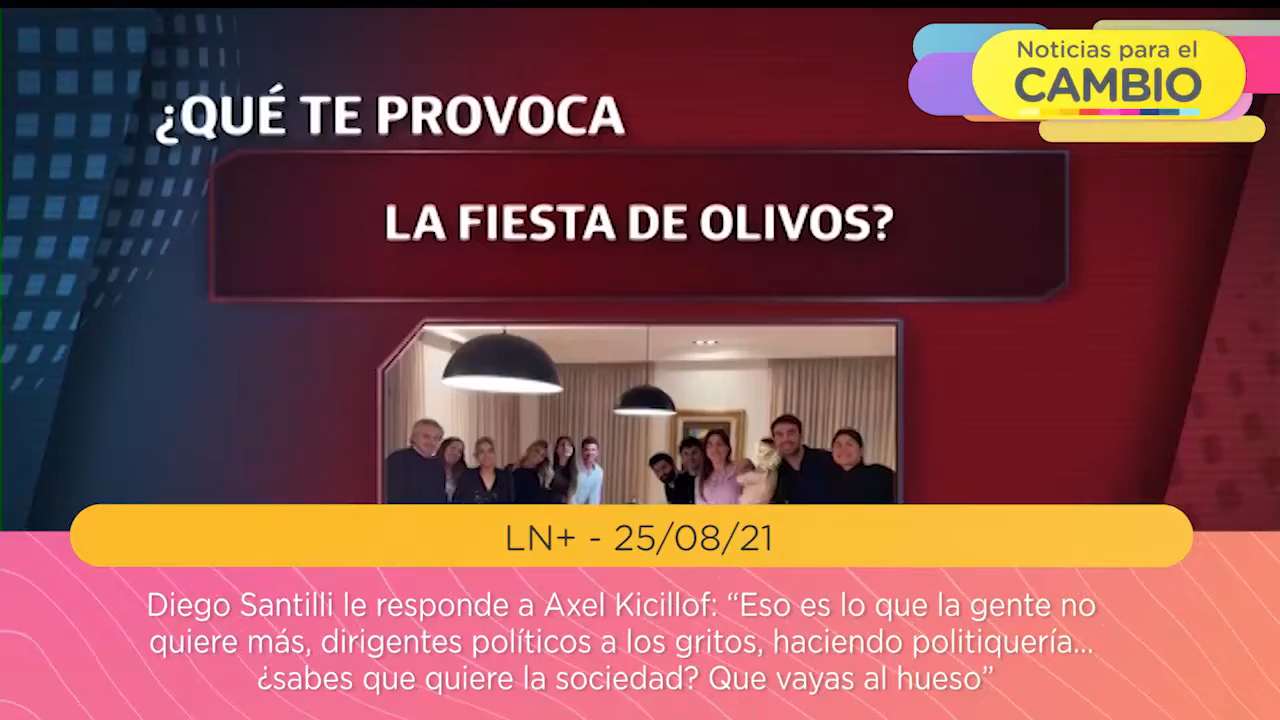 Noticias para el
CAMBIO
¿QUÉ TE PROVOCA
LA FIESTA DE OLIVOS?
LN+ - 25/08/21
Diego Santilli le responde a Axel Kicillof: “Eso es lo que la gente no
quiere más, dirigentes políticos a los gritos, haciendo politiquería...
¿sabes que quiere la sociedad? Que vayas al hueso”